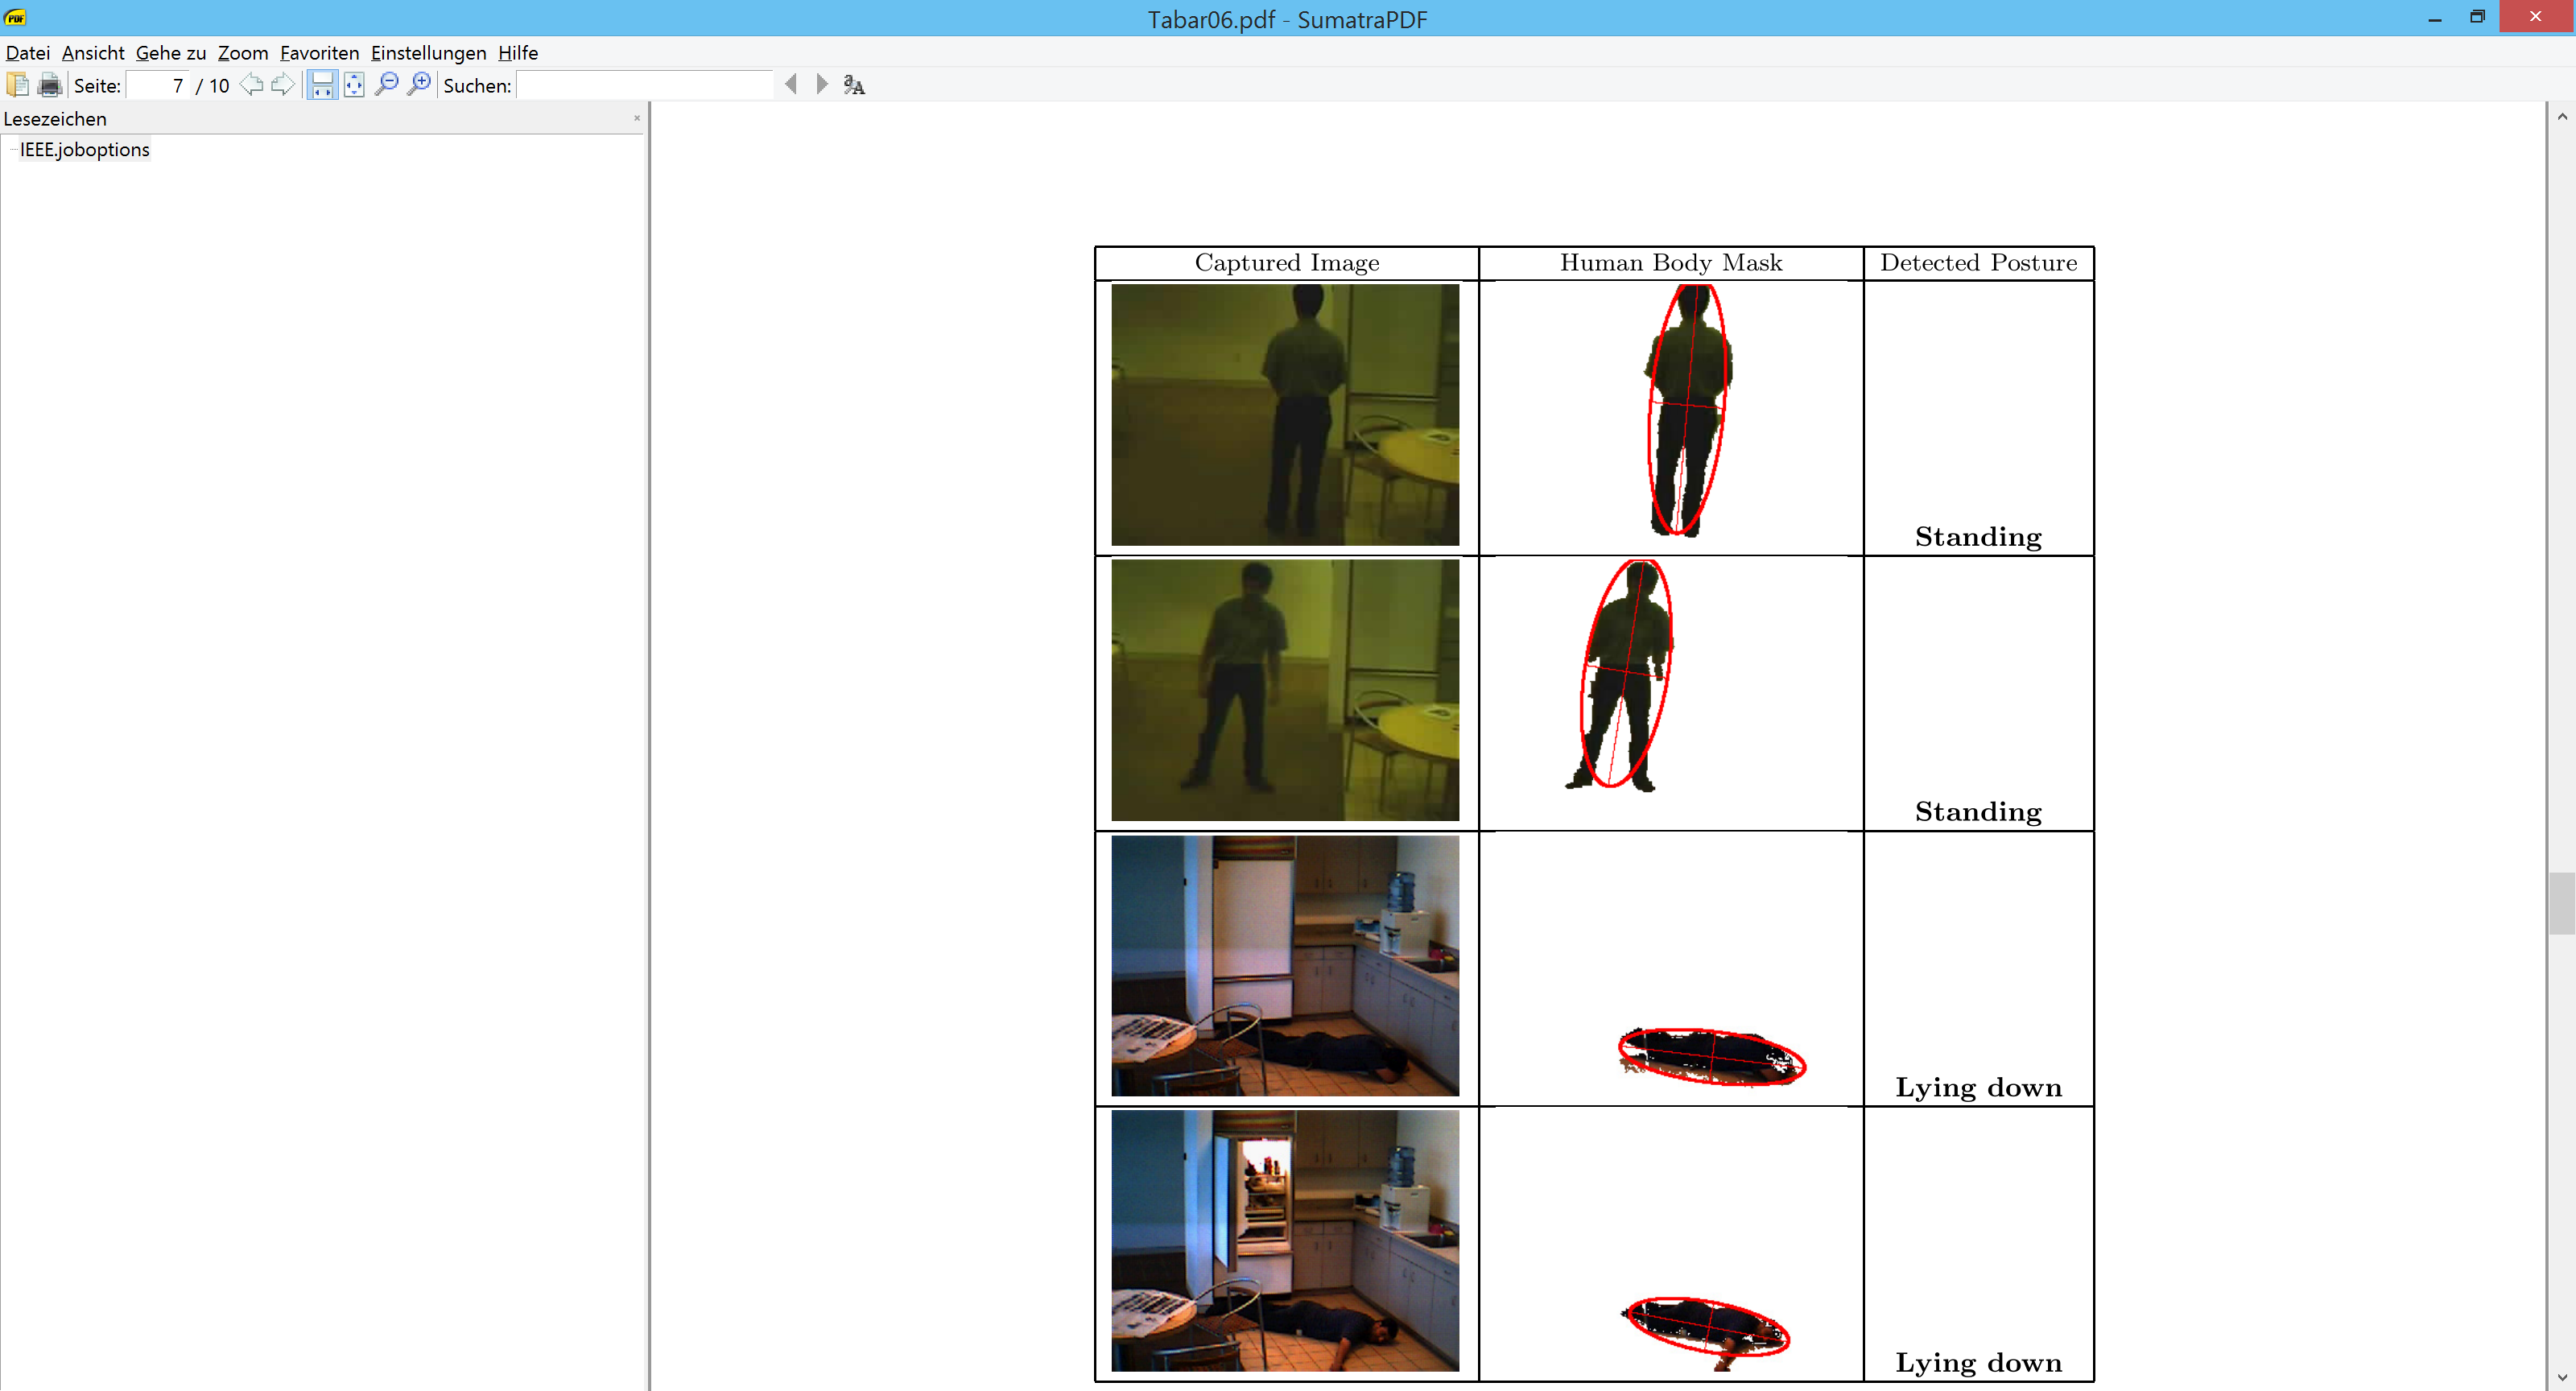 Tabar06.pdf - SumatraPDF
Datei Ansicht Gehe zu Zoom Favoriten Einstellungen Hilfe
Seite: 7 / 10 Suchen:
Lesezeichen
IEEE.joboptions
Captured Image Human Body Mask Detected Posture
Standing
Standing
Lying down
Lying down